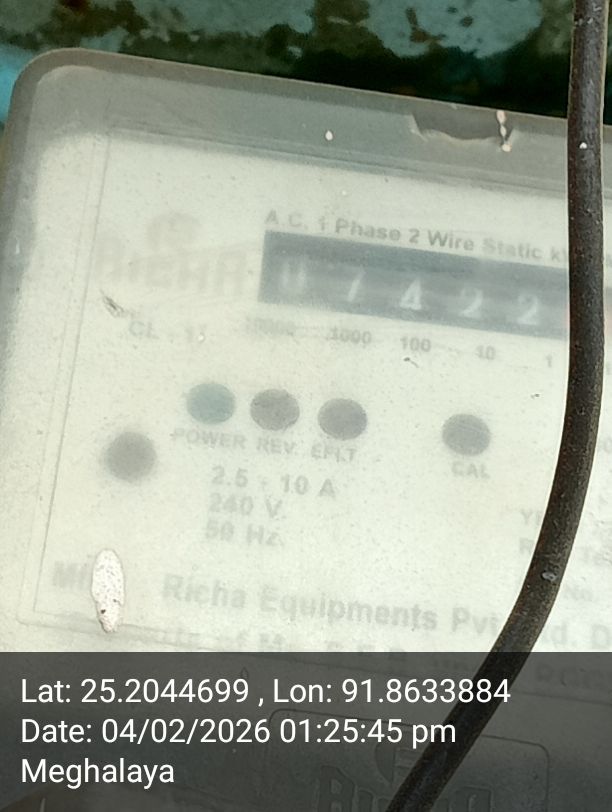 A.C. 1 Phase 2 Wire Static
RICHA
0 7 4 2 2
CL - 1
10000 1000 100 10 1
POWER REV. EFLT
CAL
2.5 - 10 A
240 V.
50 Hz.
Richa Equipments Pvt.
Lat: 25.2044699 , Lon: 91.8633884
Date: 04/02/2026 01:25:45 pm
Meghalaya